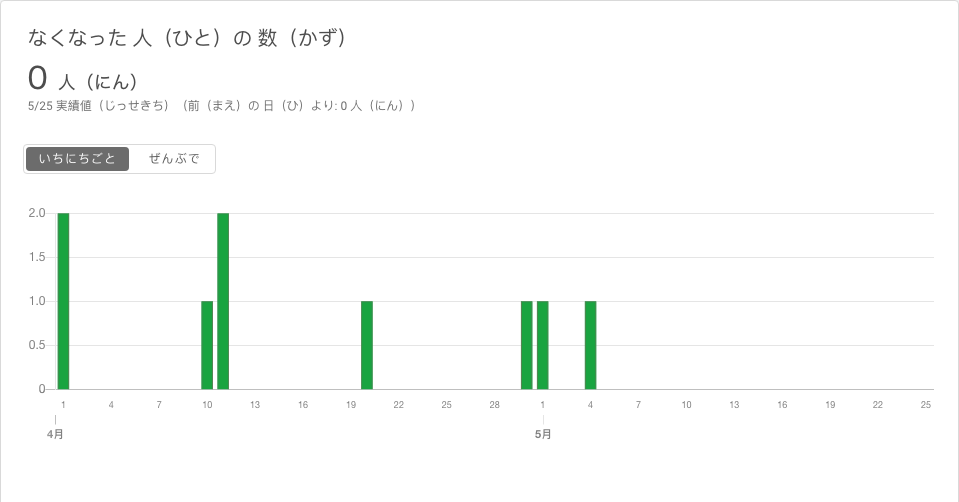 なくなった 人（ひと）の 数（かず）
0 人（にん）
5/25 実績値（じっせきち）（前（まえ）の 日（ひ）より: 0 人（にん））
いちにちごと ぜんぶで
2.0
1.5
1.0
0.5
0
1 4 7 10 13 16 19 22 25 28 1 4 7 10 13 16 19 22 25
4月 5月